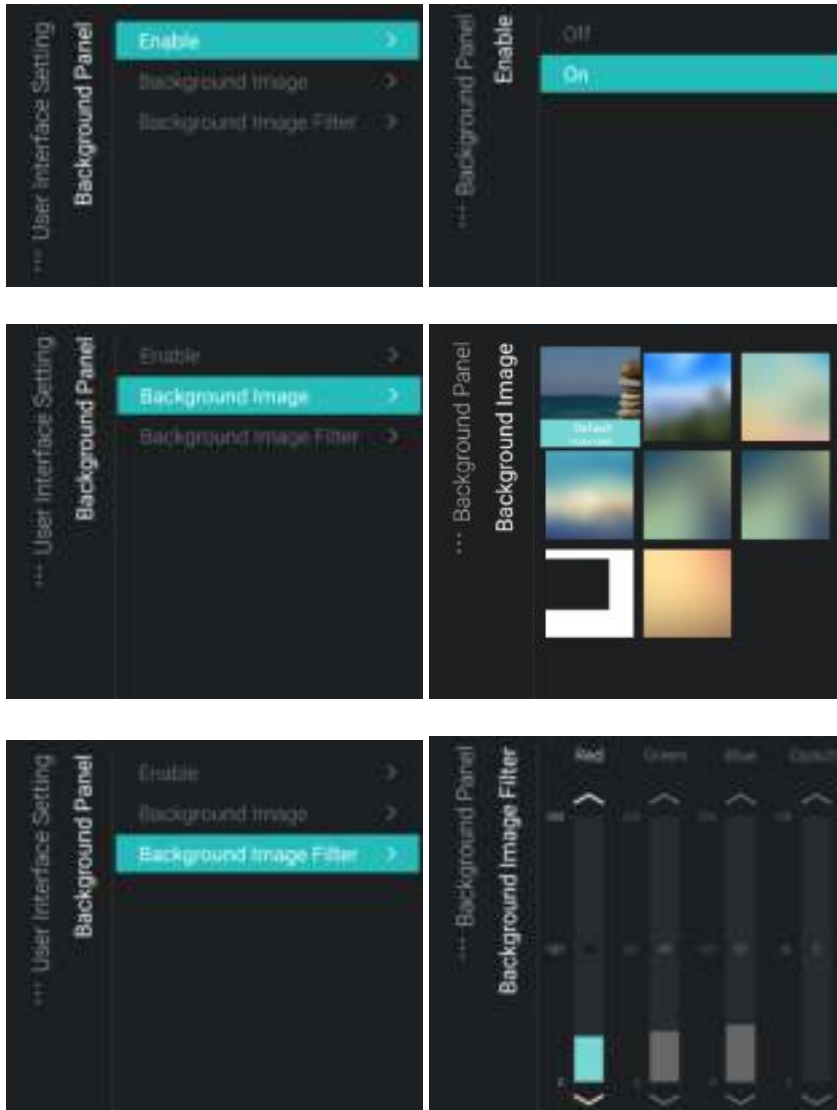 ··· User Interface Setting
Background Panel
Enable
Background Image
Background Image Filter
··· Background Panel
Enable
Off
On
··· User Interface Setting
Background Panel
Enable
Background Image
Background Image Filter
··· Background Panel
Background Image
Default
··· User Interface Setting
Background Panel
Enable
Background Image
Background Image Filter
··· Background Panel
Background Image Filter
Red
Green
Blue